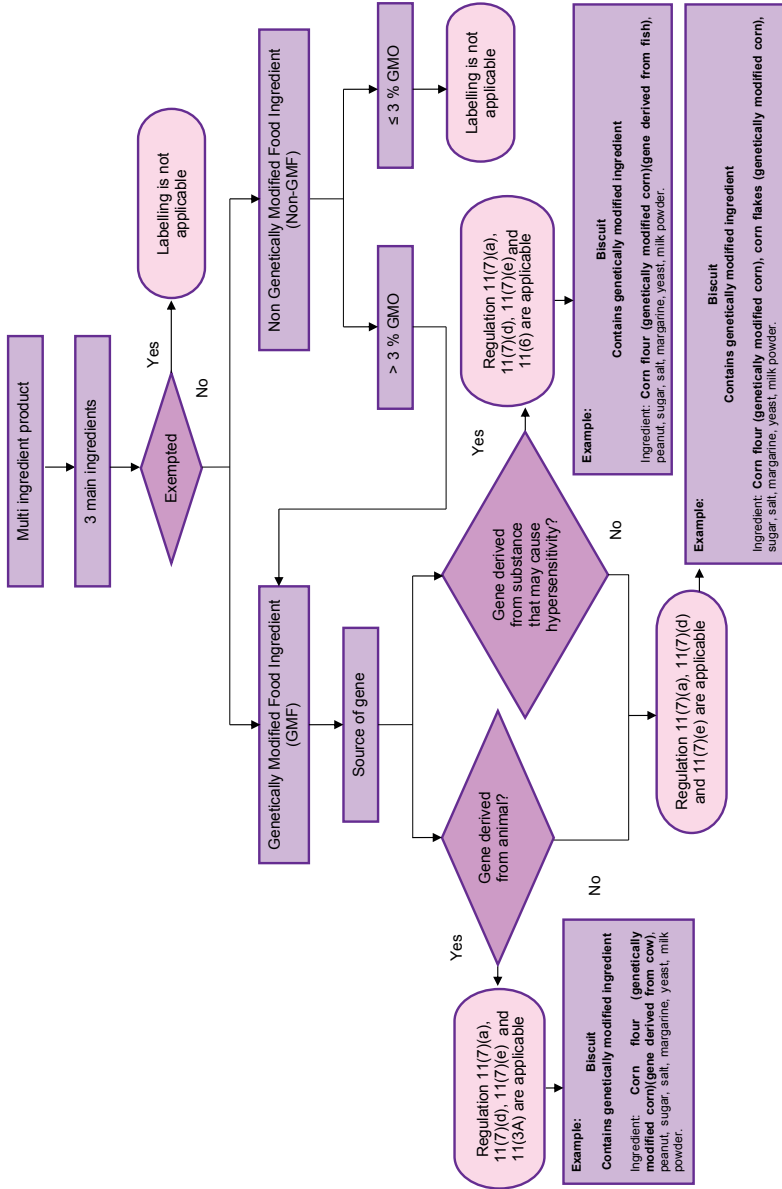 Multi ingredient product
3 main ingredients
Exempted
Yes
No
Labelling is not
applicable
Genetically Modified Food Ingredient
(GMF)
Non Genetically Modified Food Ingredient
(Non-GMF)
> 3 % GMO
≤ 3 % GMO
Labelling is not
applicable
Source of gene
Gene derived
from animal?
Yes
No
Gene derived
from substance
that may cause
hypersensitivity?
Yes
No
Regulation 11(7)(a),
11(7)(d), 11(7)(e) and
11(3A) are applicable
Regulation 11(7)(a), 11(7)(d)
and 11(7)(e) are applicable
Regulation 11(7)(a),
11(7)(d), 11(7)(e) and
11(6) are applicable
Example:
Biscuit
Contains genetically modified ingredient
Ingredient: Corn flour (genetically
modified corn)(gene derived from cow),
peanut, sugar, salt, margarine, yeast, milk
powder.
Example:
Biscuit
Contains genetically modified ingredient
Ingredient: Corn flour (genetically modified corn)(gene derived from fish),
peanut, sugar, salt, margarine, yeast, milk powder.
Example:
Biscuit
Contains genetically modified ingredient
Ingredient: Corn flour (genetically modified corn), corn flakes (genetically modified corn),
sugar, salt, margarine, yeast, milk powder.